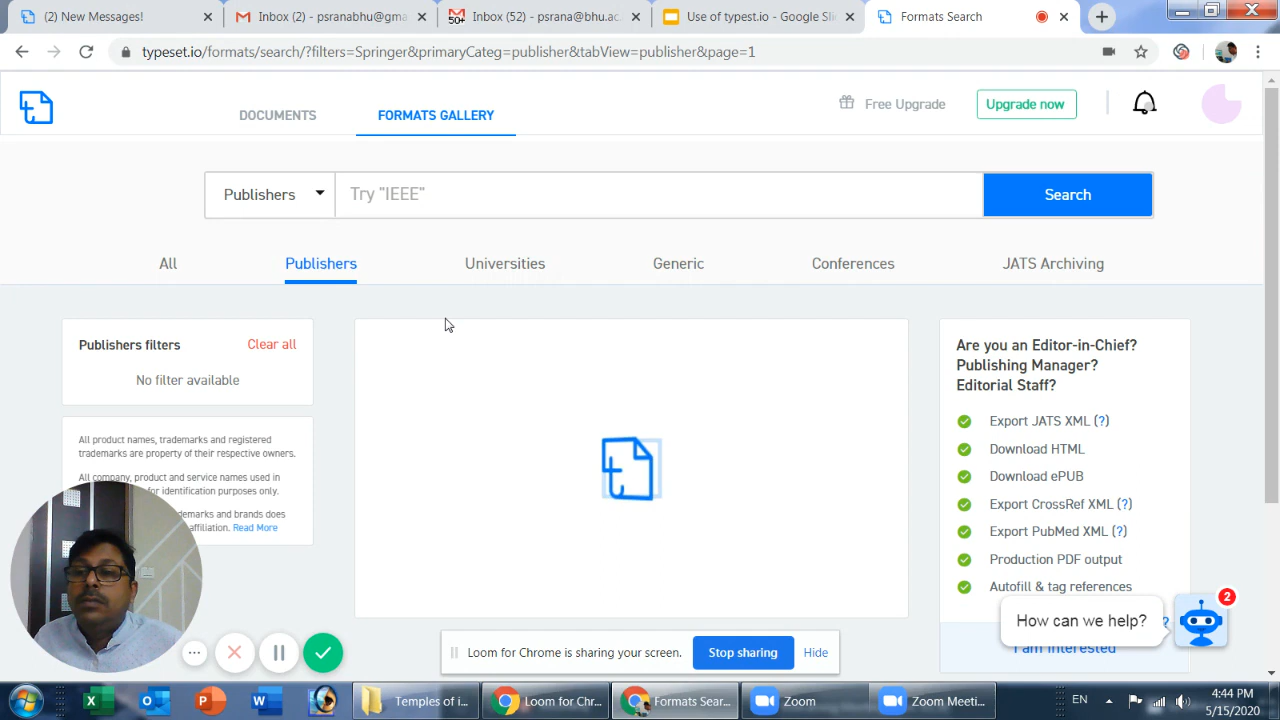 (2) New Messages!
Inbox (2) - psranabhu@gma
50+
Inbox - psrana@bhu.ac.
Use of typest.io - Google Sli
Formats Search
typeset.io/formats/search/?filters=Springer&primaryCateg=publisher&tabView=publisher&page=1
DOCUMENTS
FORMATS GALLERY
Free Upgrade
Upgrade now
Publishers
Try "IEEE"
Search
All
Publishers
Universities
Generic
Conferences
JATS Archiving
Publishers filters
Clear all
No filter available
All product names, trademarks and registered
trademarks are property of their respective owners.
All company, product and service names used in
for identification purposes only.
demarks and brands does
affiliation. Read More
Are you an Editor-in-Chief?
Publishing Manager?
Editorial Staff?
Export JATS XML (?)
Download HTML
Download ePUB
Export CrossRef XML (?)
Export PubMed XML (?)
Production PDF output
Autofill & tag references
?
I am Interested
How can we help?
2
Loom for Chrome is sharing your screen.
Stop sharing
Hide
Temples of i...
Loom for Chr...
Formats Sear...
Zoom
Zoom Meeti...
EN
4:44 PM
5/15/2020